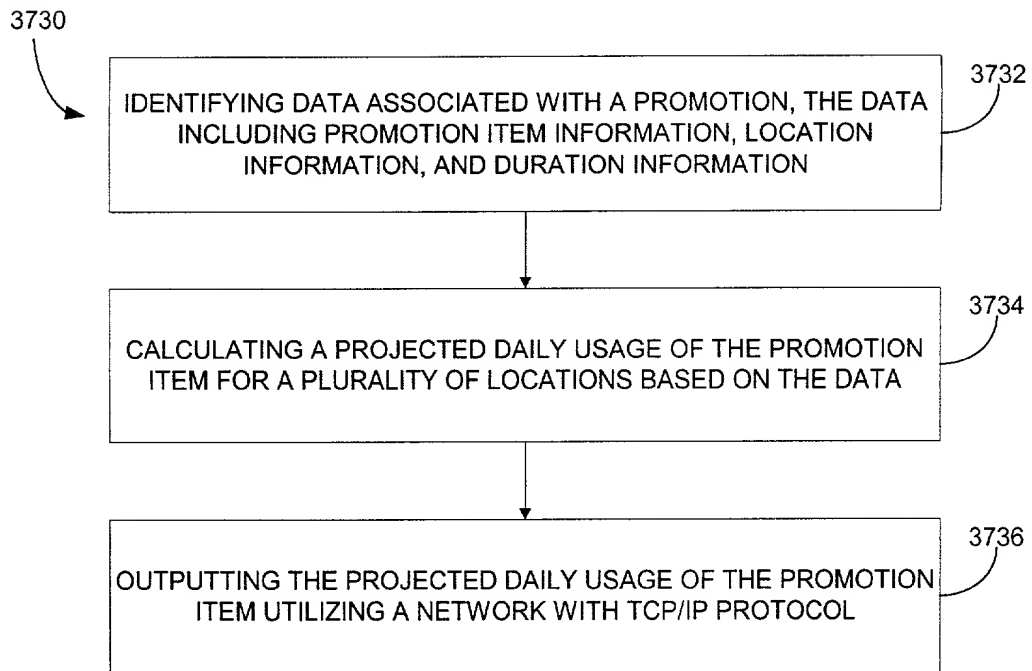 3730
3732
IDENTIFYING DATA ASSOCIATED WITH A PROMOTION, THE DATA
INCLUDING PROMOTION ITEM INFORMATION, LOCATION
INFORMATION, AND DURATION INFORMATION
3734
CALCULATING A PROJECTED DAILY USAGE OF THE PROMOTION
ITEM FOR A PLURALITY OF LOCATIONS BASED ON THE DATA
3736
OUTPUTTING THE PROJECTED DAILY USAGE OF THE PROMOTION
ITEM UTILIZING A NETWORK WITH TCP/IP PROTOCOL